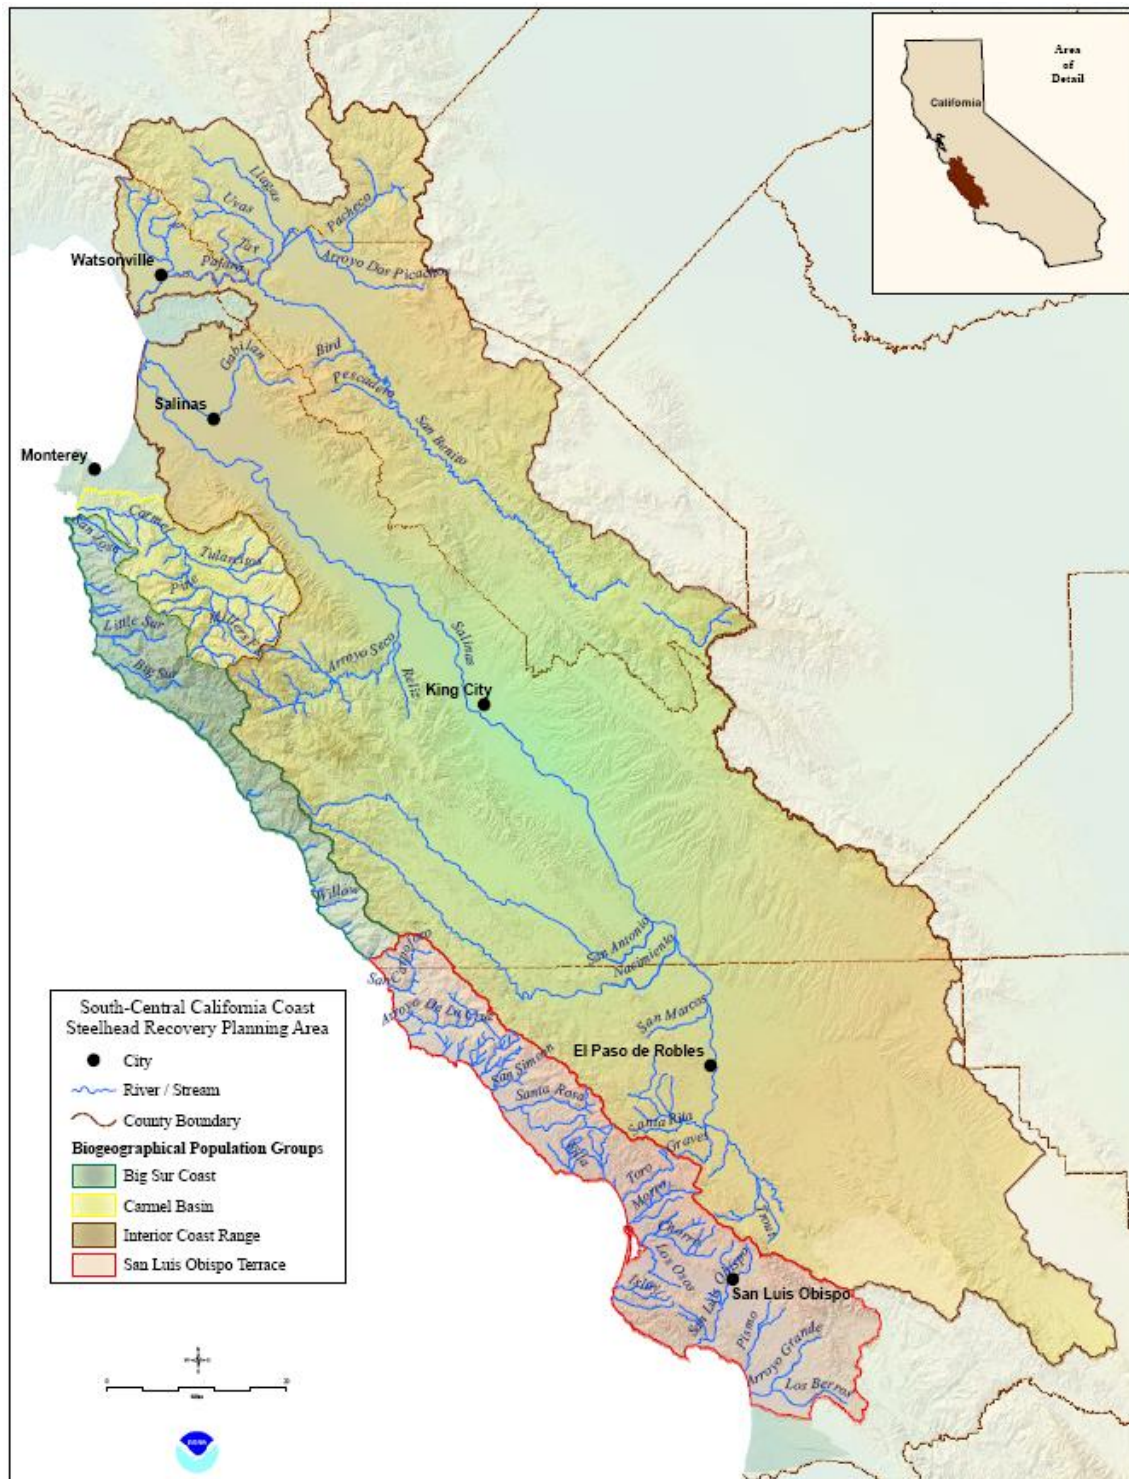 Area
of
Detail
California
Llagas
Uvas
Pacheco
Tar
Pajaro
Arroyo Dos Picachos
Watsonville
Gabilan
Bird
Pescadero
Salinas
San Benito
Monterey
Carmel
San Jose
Tularcitos
Pine
Little Sur
Millers F
Salinas
Arroyo Seco
Big Sur
Reliz
King City
Willow
San Antonio
Nacimiento
San Carpoforo
Arroyo De La Cruz
San Marcos
San Simeon
El Paso de Robles
Santa Rosa
Santa Rita
Graves
Villa
Toro
Morro
Trout
Chorro
Los Osos
San Luis Obispo
Islay
San Luis Obispo
Pismo
Arroyo Grande
Los Berros
South-Central California Coast
Steelhead Recovery Planning Area
City
River / Stream
County Boundary
Biogeographical Population Groups
Big Sur Coast
Carmel Basin
Interior Coast Range
San Luis Obispo Terrace
0